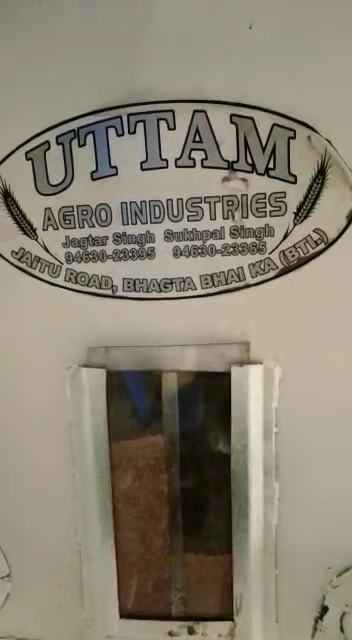 UTTAM
AGRO INDUSTRIES
Jagtar Singh Sukhpal Singh
94630-23395 94630-23365
JAITU ROAD, BHAGTA BHAI KA (BTI.)